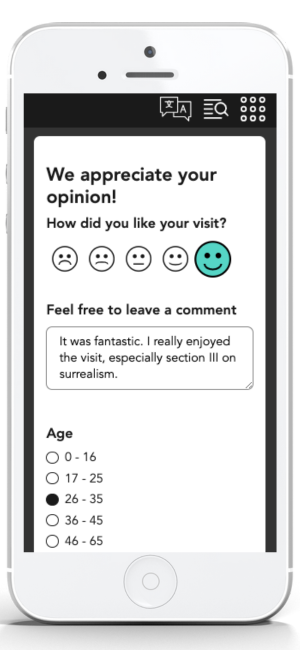 文 A
We appreciate your
opinion!
How did you like your visit?
Feel free to leave a comment
It was fantastic. I really enjoyed
the visit, especially section III on
surrealism.
Age
0 - 16
17 - 25
26 - 35
36 - 45
46 - 65